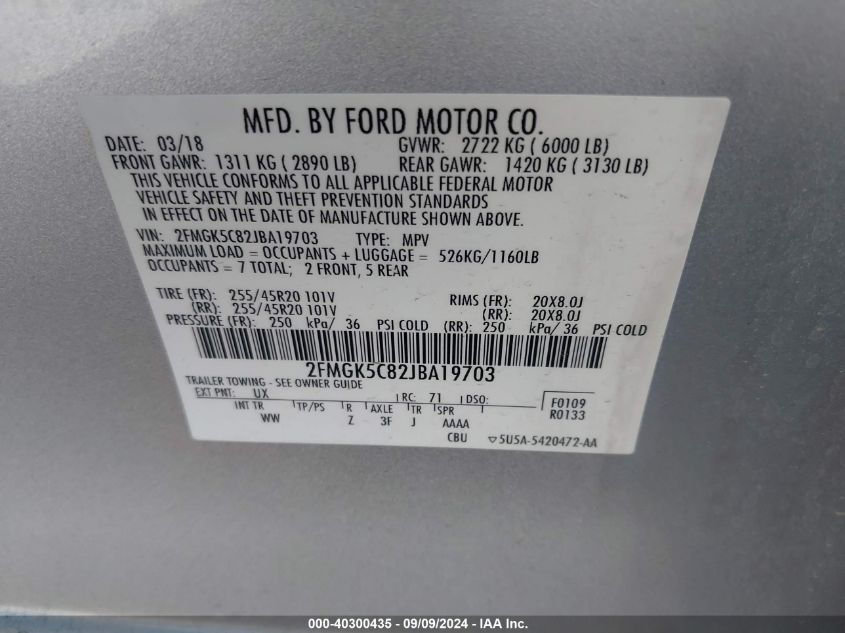 MFD. BY FORD MOTOR CO.
DATE: 03/18 GVWR: 2722 KG ( 6000 LB)
FRONT GAWR: 1311 KG ( 2890 LB) REAR GAWR: 1420 KG ( 3130 LB)
THIS VEHICLE CONFORMS TO ALL APPLICABLE FEDERAL MOTOR
VEHICLE SAFETY AND THEFT PREVENTION STANDARDS
IN EFFECT ON THE DATE OF MANUFACTURE SHOWN ABOVE.
VIN: 2FMGK5C82JBA19703 TYPE: MPV
MAXIMUM LOAD = OCCUPANTS + LUGGAGE = 526KG/1160LB
OCCUPANTS = 7 TOTAL; 2 FRONT, 5 REAR
TIRE (FR): 255/45R20 101V RIMS (FR): 20X8.0J
(RR): 255/45R20 101V (RR): 20X8.0J
PRESSURE (FR): 250 kPa/ 36 PSI COLD (RR): 250 kPa/ 36 PSI COLD
2FMGK5C82JBA19703
TRAILER TOWING - SEE OWNER GUIDE
EXT PNT: UX RC: 71 DSO: F0109
INT TR TP/PS R AXLE TR SPR R0133
WW Z 3F J AAAA
CBU 5U5A-5420472-AA
000-40300435 - 09/09/2024 - IAA Inc.